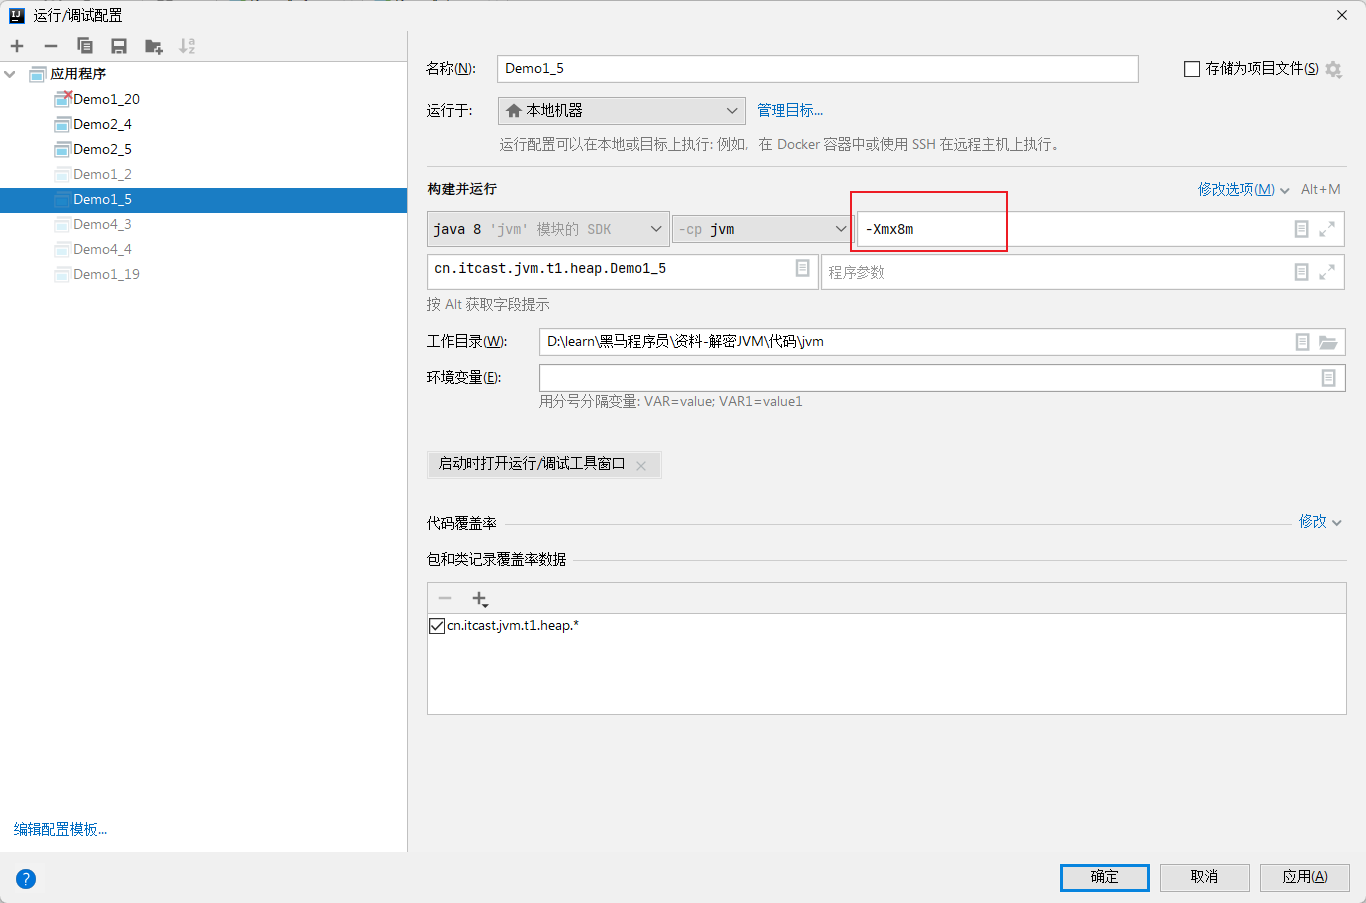 运行/调试配置
应用程序
Demo1_20
Demo2_4
Demo2_5
Demo1_2
Demo1_5
Demo4_3
Demo4_4
Demo1_19
编辑配置模板...
名称(N):
Demo1_5
存储为项目文件(S)
运行于:
本地机器
管理目标...
运行配置可以在本地或目标上执行: 例如，在 Docker 容器中或使用 SSH 在远程主机上执行。
构建并运行
修改选项(M)
Alt+M
java 8 'jvm' 模块的 SDK
-cp jvm
-Xmx8m
cn.itcast.jvm.t1.heap.Demo1_5
程序参数
按 Alt 获取字段提示
工作目录(W):
D:\learn\黑马程序员\资料-解密JVM\代码\jvm
环境变量(E):
用分号分隔变量: VAR=value; VAR1=value1
启动时打开运行/调试工具窗口
代码覆盖率
修改
包和类记录覆盖率数据
cn.itcast.jvm.t1.heap.*
?
确定
取消
应用(A)